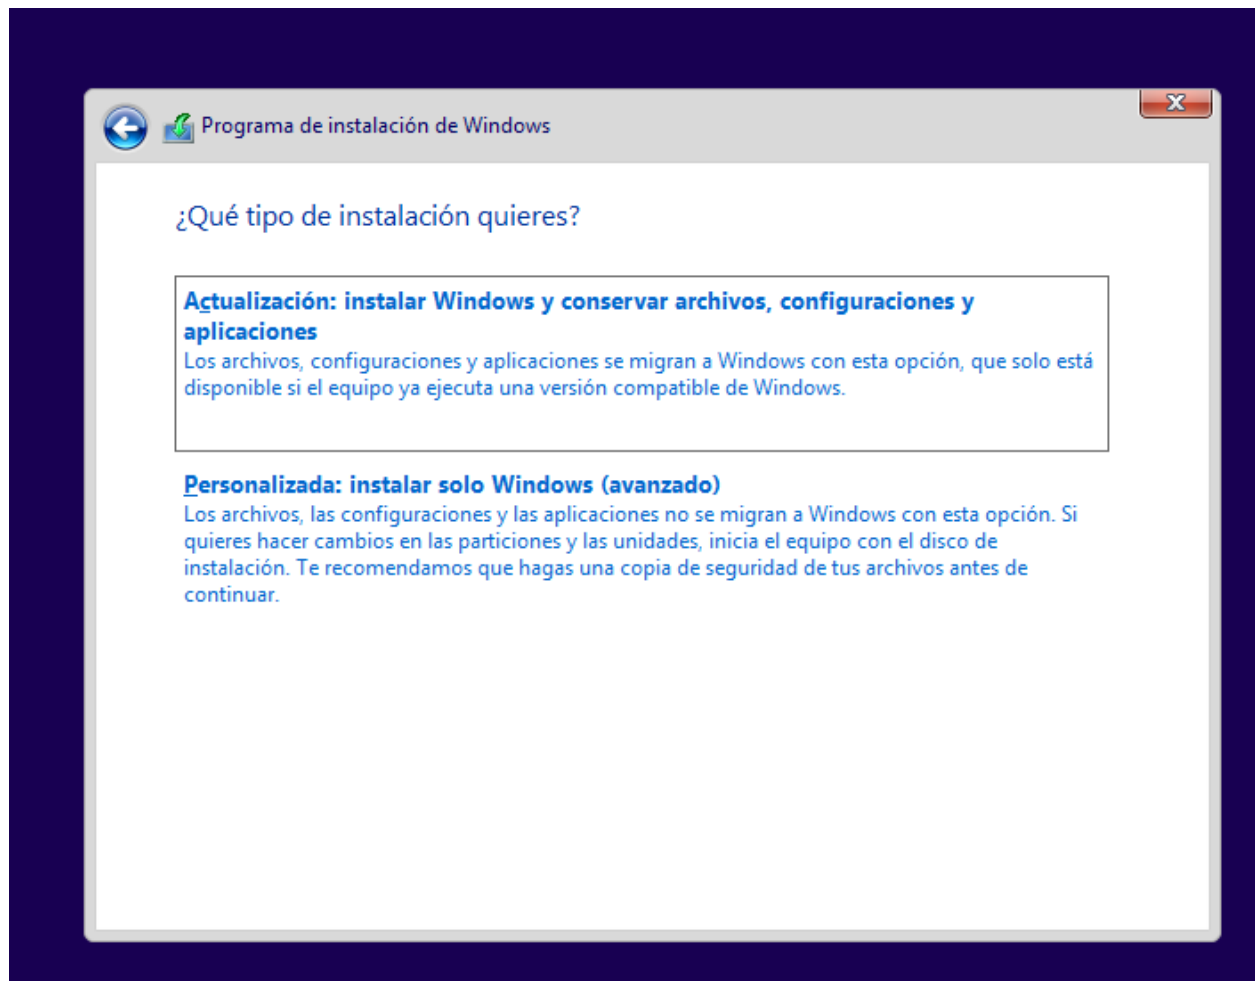 Programa de instalación de Windows
X
¿Qué tipo de instalación quieres?
Actualización: instalar Windows y conservar archivos, configuraciones y
aplicaciones
Los archivos, configuraciones y aplicaciones se migran a Windows con esta opción, que solo está
disponible si el equipo ya ejecuta una versión compatible de Windows.
Personalizada: instalar solo Windows (avanzado)
Los archivos, las configuraciones y las aplicaciones no se migran a Windows con esta opción. Si
quieres hacer cambios en las particiones y las unidades, inicia el equipo con el disco de
instalación. Te recomendamos que hagas una copia de seguridad de tus archivos antes de
continuar.